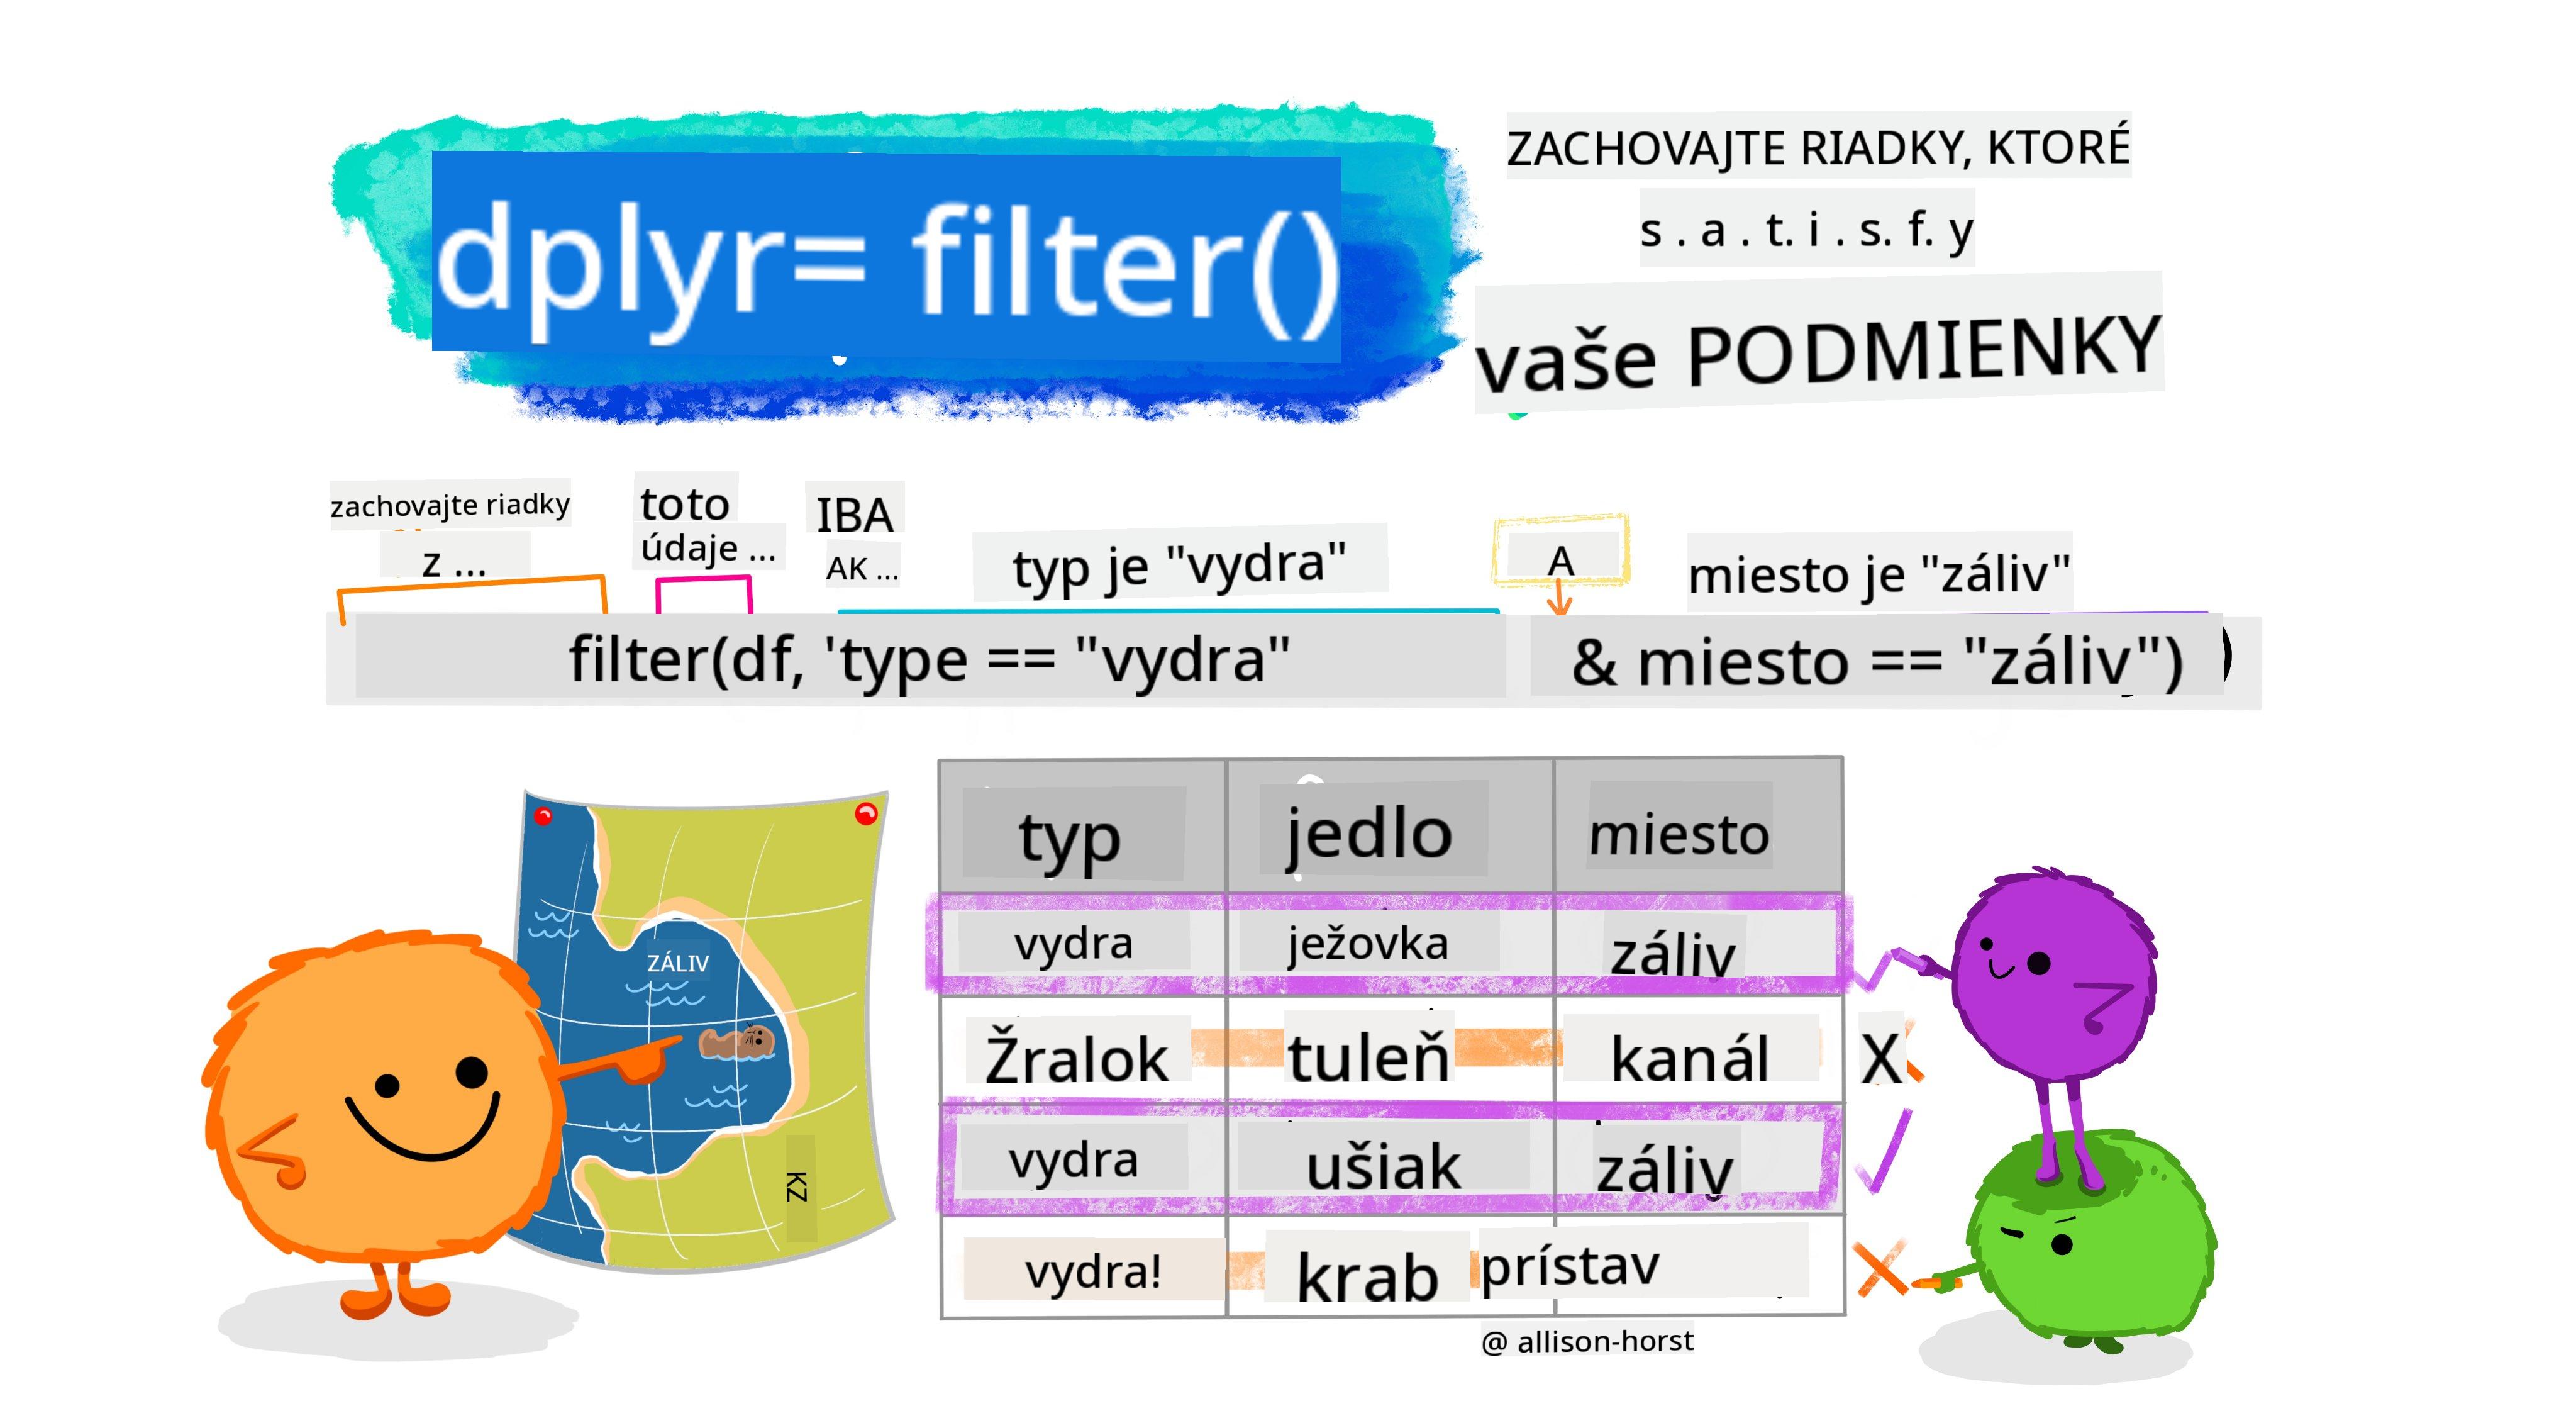 dplyr= filter()
ZACHOVAJTE RIADKY, KTORÉ
s . a . t. i . s. f. y
vaše PODMIENKY
zachovajte riadky
z ...
toto
údaje ...
IBA
AK ...
typ je "vydra"
A
miesto je "záliv"
filter(df, 'type == "vydra" & miesto == "záliv")
ZÁLIV
KZ
typ jedlo miesto
vydra ježovka záliv
Žralok tuleň kanál X
vydra ušiak záliv
vydra! krab prístav
@ allison-horst